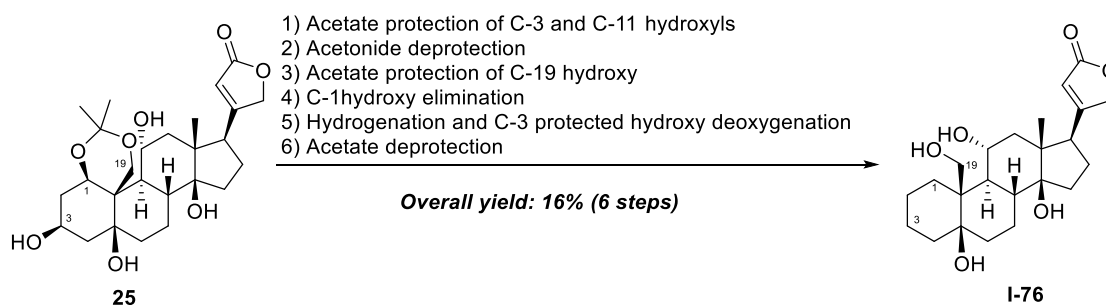 1) Acetate protection of C-3 and C-11 hydroxyls
2) Acetonide deprotection
3) Acetate protection of C-19 hydroxy
4) C-1hydroxy elimination
5) Hydrogenation and C-3 protected hydroxy deoxygenation
6) Acetate deprotection
Overall yield: 16% (6 steps)
O
O
O
OH
O
19
1
H
3
H
OH
HO
OH
25
O
O
HO
HO
19
1
H
3
H
OH
OH
I-76